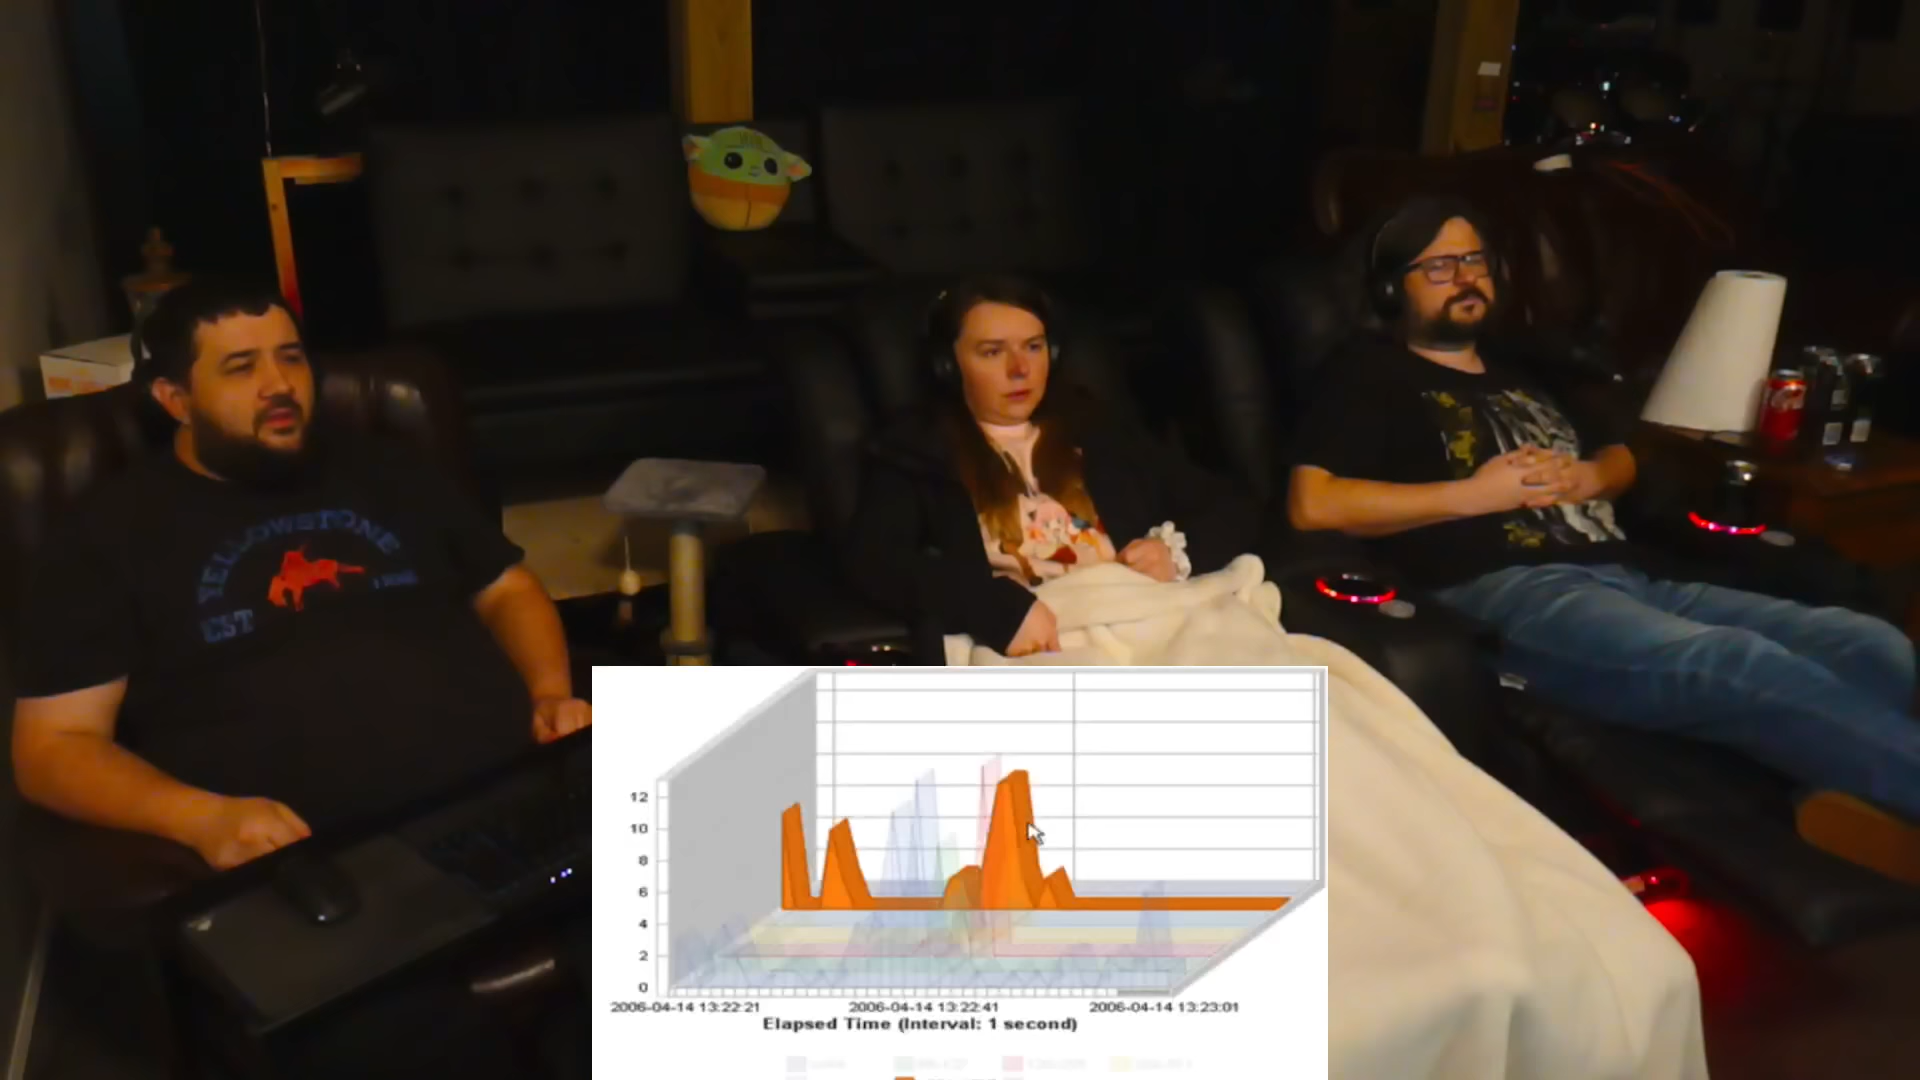 YELLOWSTONE
EST
12
10
8
6
4
2
0
2006-04-14 13:22:21 2006-04-14 13:22:41 2006-04-14 13:23:01
Elapsed Time (Interval: 1 second)